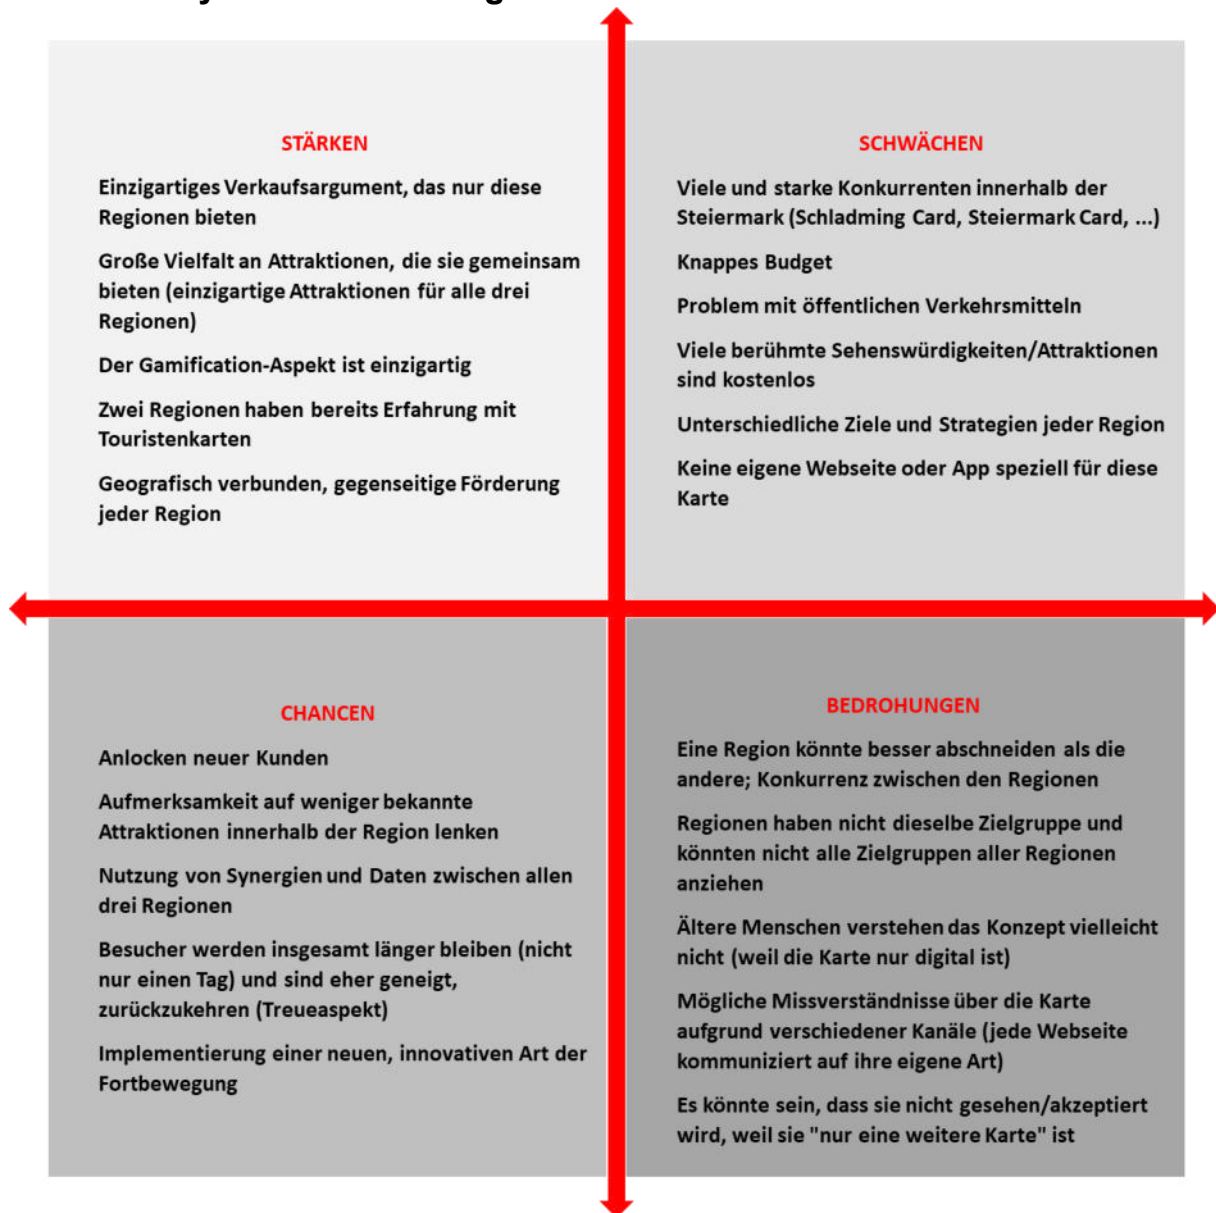 STÄRKEN
Einzigartiges Verkaufsargument, das nur diese
Regionen bieten
Große Vielfalt an Attraktionen, die sie gemeinsam
bieten (einzigartige Attraktionen für alle drei
Regionen)
Der Gamification-Aspekt ist einzigartig
Zwei Regionen haben bereits Erfahrung mit
Touristenkarten
Geografisch verbunden, gegenseitige Förderung
jeder Region
SCHWÄCHEN
Viele und starke Konkurrenten innerhalb der
Steiermark (Schladming Card, Steiermark Card, ...)
Knappes Budget
Problem mit öffentlichen Verkehrsmitteln
Viele berühmte Sehenswürdigkeiten/Attraktionen
sind kostenlos
Unterschiedliche Ziele und Strategien jeder Region
Keine eigene Webseite oder App speziell für diese
Karte
CHANCEN
Anlocken neuer Kunden
Aufmerksamkeit auf weniger bekannte
Attraktionen innerhalb der Region lenken
Nutzung von Synergien und Daten zwischen allen
drei Regionen
Besucher werden insgesamt länger bleiben (nicht
nur einen Tag) und sind eher geneigt,
zurückzukehren (Treueaspekt)
Implementierung einer neuen, innovativen Art der
Fortbewegung
BEDROHUNGEN
Eine Region könnte besser abschneiden als die
andere; Konkurrenz zwischen den Regionen
Regionen haben nicht dieselbe Zielgruppe und
könnten nicht alle Zielgruppen aller Regionen
anziehen
Ältere Menschen verstehen das Konzept vielleicht
nicht (weil die Karte nur digital ist)
Mögliche Missverständnisse über die Karte
aufgrund verschiedener Kanäle (jede Webseite
kommuniziert auf ihre eigene Art)
Es könnte sein, dass sie nicht gesehen/akzeptiert
wird, weil sie "nur eine weitere Karte" ist